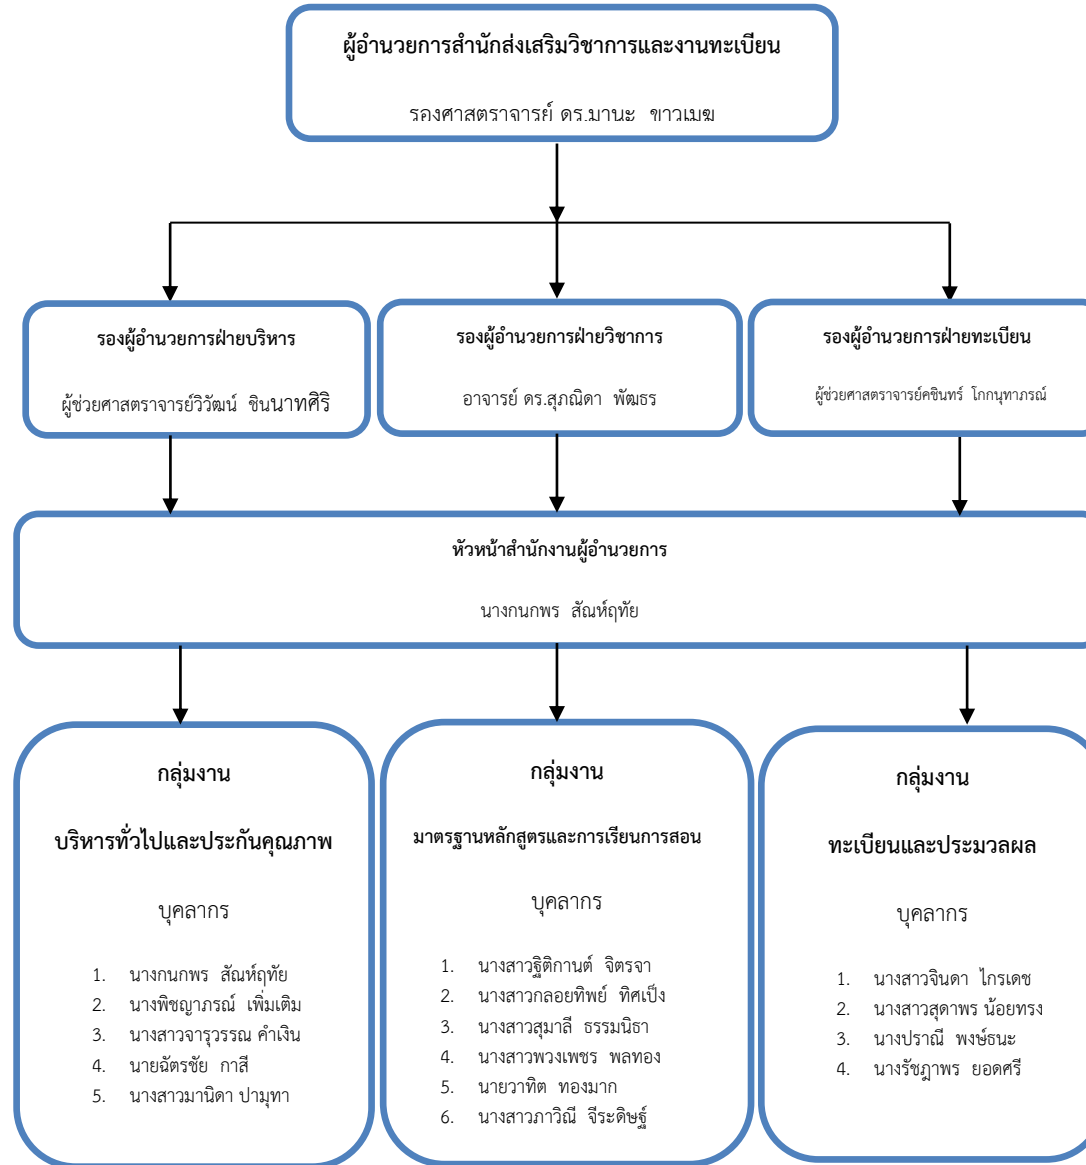 ผู้อำนวยการสำนักส่งเสริมวิชาการและงานทะเบียน
รองศาสตราจารย์ ดร.มานะ ขาวเมฆ
รองผู้อำนวยการฝ่ายบริหาร
ผู้ช่วยศาสตราจารย์วิวัฒน์ ชินนาทศิริ
รองผู้อำนวยการฝ่ายวิชาการ
อาจารย์ ดร.สุภณิดา พัฒธร
รองผู้อำนวยการฝ่ายทะเบียน
ผู้ช่วยศาสตราจารย์คชินทร์ โกกนุทาภรณ์
หัวหน้าสำนักงานผู้อำนวยการ
นางกนกพร สัณห์ฤทัย
กลุ่มงาน
บริหารทั่วไปและประกันคุณภาพ
บุคลากร
1. นางกนกพร สัณห์ฤทัย
2. นางพิชญาภรณ์ เพิ่มเติม
3. นางสาวจารุวรรณ คำเงิน
4. นายฉัตรชัย กาสี
5. นางสาวมานิดา ปามุทา
กลุ่มงาน
มาตรฐานหลักสูตรและการเรียนการสอน
บุคลากร
1. นางสาวฐิติกานต์ จิตรจา
2. นางสาวกลอยทิพย์ ทิศเป็ง
3. นางสาวสุมาลี ธรรมนิธา
4. นางสาวพวงเพชร พลทอง
5. นายวาทิต ทองมาก
6. นางสาวภาวิณี จีระดิษฐ์
กลุ่มงาน
ทะเบียนและประมวลผล
บุคลากร
1. นางสาวจินดา ไกรเดช
2. นางสาวสุดาพร น้อยทรง
3. นางปราณี พงษ์ธนะ
4. นางรัชฎาพร ยอดศรี